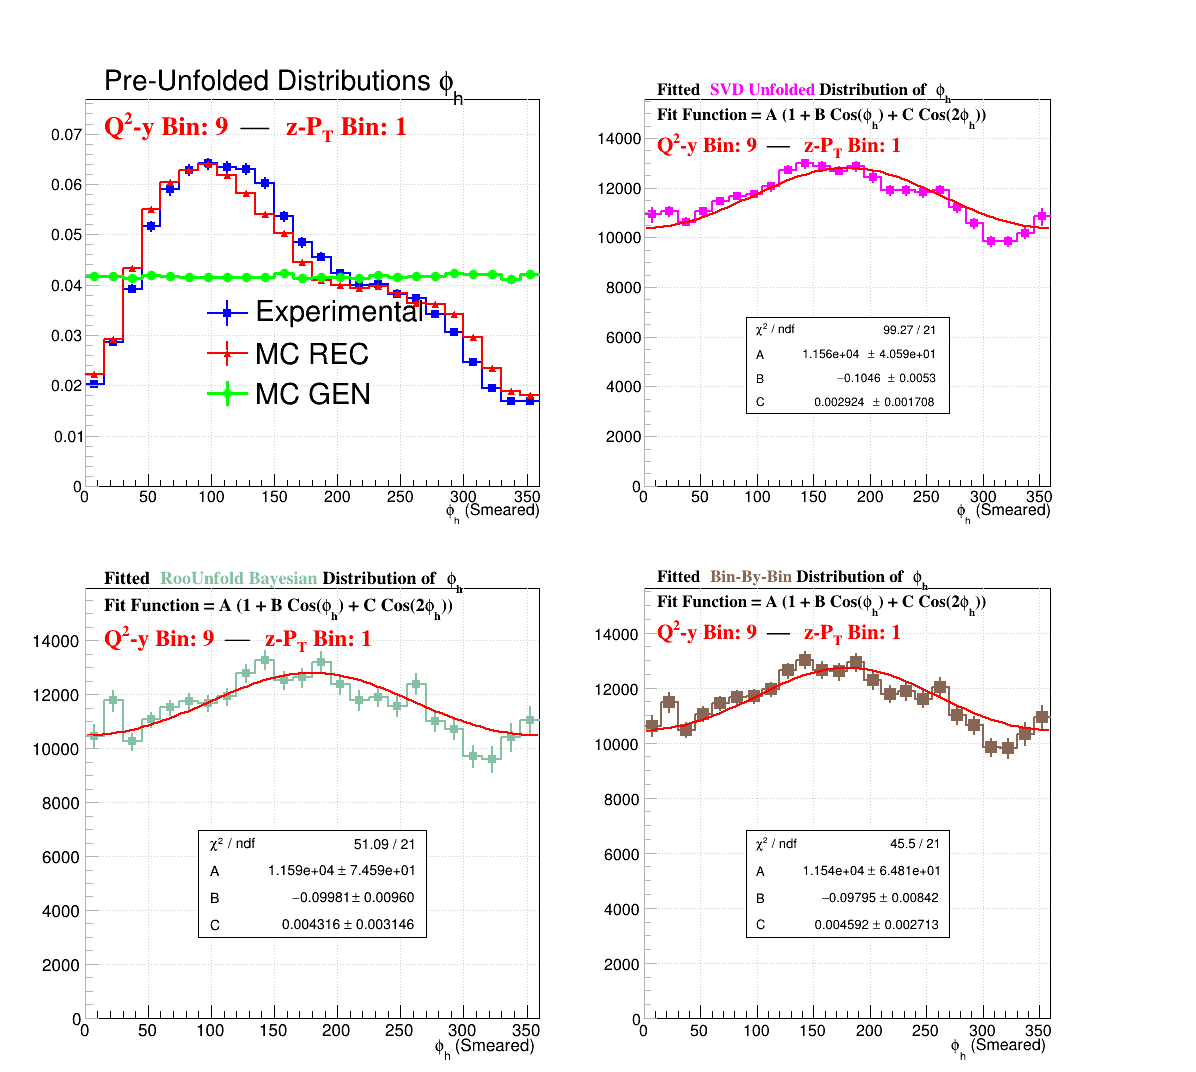 Pre-Unfolded Distributions ϕh
Q²-y Bin: 9 — z-PT Bin: 1
0.07
0.06
0.05
0.04
0.03
0.02
0.01
0
Experimental
MC REC
MC GEN
0 50 100 150 200 250 300 350
ϕh (Smeared)
Fitted SVD Unfolded Distribution of ϕh
Fit Function = A (1 + B Cos(ϕh) + C Cos(2ϕh))
Q²-y Bin: 9 — z-PT Bin: 1
14000
12000
10000
8000
6000
4000
2000
0
χ² / ndf 99.27 / 21
A 1.156e+04 ± 4.059e+01
B −0.1046 ± 0.0053
C 0.002924 ± 0.001708
0 50 100 150 200 250 300 350
ϕh (Smeared)
Fitted RooUnfold Bayesian Distribution of ϕh
Fit Function = A (1 + B Cos(ϕh) + C Cos(2ϕh))
Q²-y Bin: 9 — z-PT Bin: 1
14000
12000
10000
8000
6000
4000
2000
0
χ² / ndf 51.09 / 21
A 1.159e+04 ± 7.459e+01
B −0.09981 ± 0.00960
C 0.004316 ± 0.003146
0 50 100 150 200 250 300 350
ϕh (Smeared)
Fitted Bin-By-Bin Distribution of ϕh
Fit Function = A (1 + B Cos(ϕh) + C Cos(2ϕh))
Q²-y Bin: 9 — z-PT Bin: 1
14000
12000
10000
8000
6000
4000
2000
0
χ² / ndf 45.5 / 21
A 1.154e+04 ± 6.481e+01
B −0.09795 ± 0.00842
C 0.004592 ± 0.002713
0 50 100 150 200 250 300 350
ϕh (Smeared)